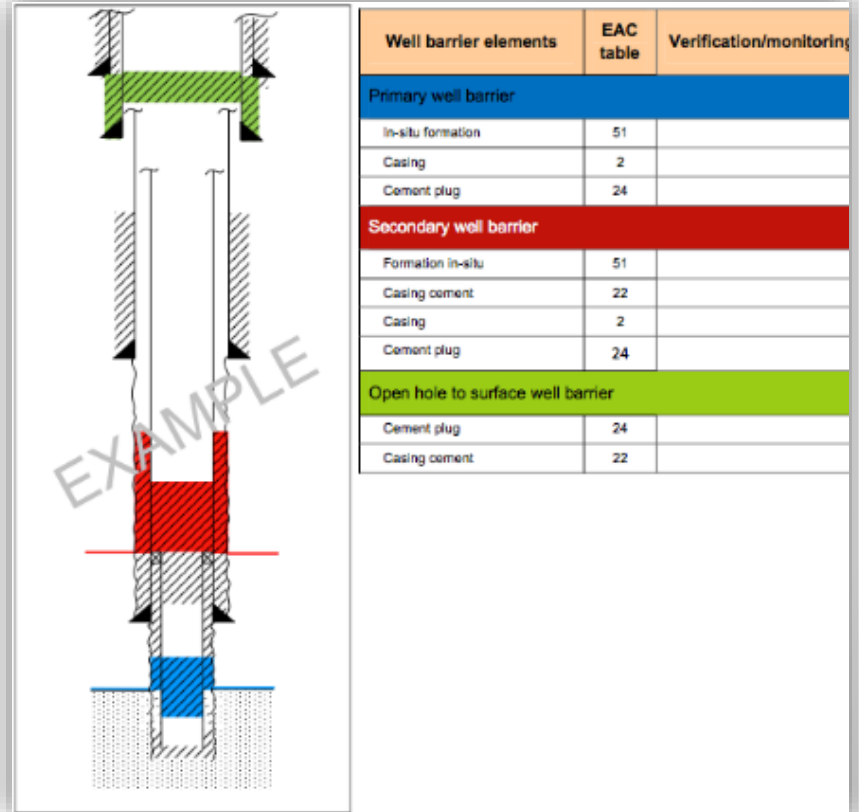 Well barrier elements EAC table Verification/monitoring
Primary well barrier
In-situ formation 51
Casing 2
Cement plug 24
Secondary well berrier
Formation in-situ 51
Casing cement 22
Casing 2
Cement plug 24
Open hole to surface well barrier
Cement plug 24
Casing cement 22
EXAMPLE